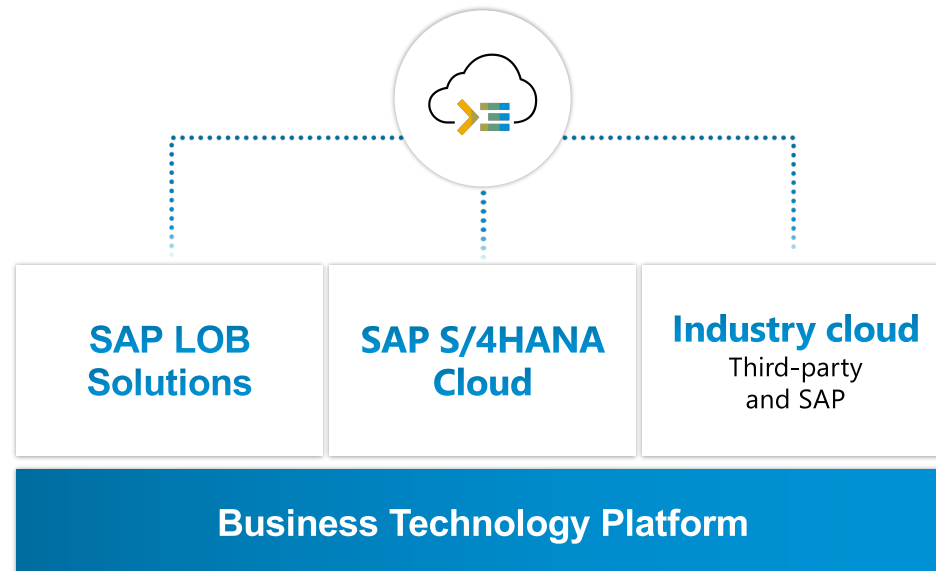 SAP LOB
Solutions
SAP S/4HANA
Cloud
Industry cloud
Third-party
and SAP
Business Technology Platform